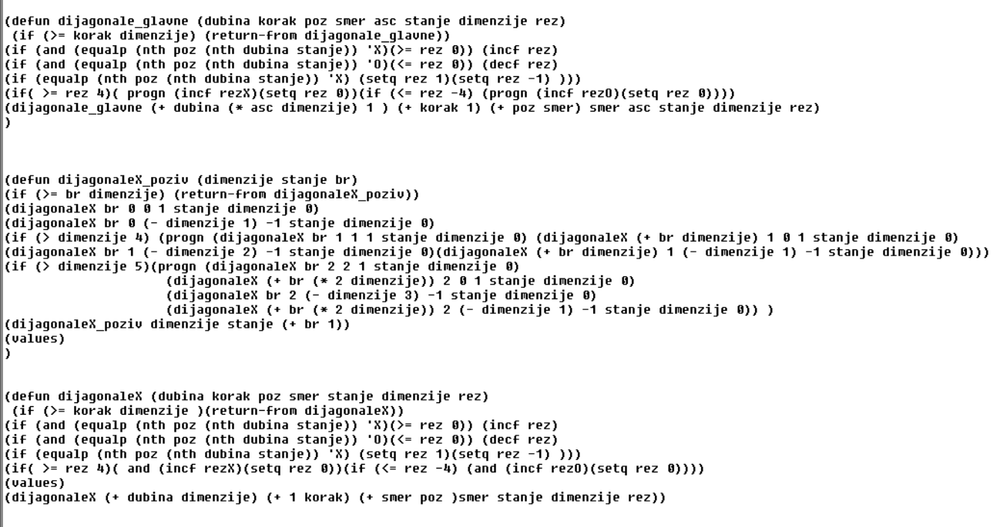 (defun dijagonale_glavne (dubina korak poz smer asc stanje dimenzije rez)
(if (>= korak dimenzije) (return-from dijagonale_glavne))
(if (and (equalp (nth poz (nth dubina stanje)) 'X)(>= rez 0)) (incf rez)
(if (and (equalp (nth poz (nth dubina stanje)) 'O)(<= rez 0)) (decf rez)
(if (equalp (nth poz (nth dubina stanje)) 'X) (setq rez 1)(setq rez -1) )))
(if( >= rez 4)( progn (incf rezX)(setq rez 0))(if (<= rez -4) (progn (incf rezO)(setq rez 0))))
(dijagonale_glavne (+ dubina (* asc dimenzije) 1 ) (+ korak 1) (+ poz smer) smer asc stanje dimenzije rez)
)
(defun dijagonaleX_poziv (dimenzije stanje br)
(if (>= br dimenzije) (return-from dijagonaleX_poziv))
(dijagonaleX br 0 0 1 stanje dimenzije 0)
(dijagonaleX br 0 (- dimenzije 1) -1 stanje dimenzije 0)
(if (> dimenzije 4) (progn (dijagonaleX br 1 1 1 stanje dimenzije 0) (dijagonaleX (+ br dimenzije) 1 0 1 stanje dimenzije 0)
(dijagonaleX br 1 (- dimenzije 2) -1 stanje dimenzije 0)(dijagonaleX (+ br dimenzije) 1 (- dimenzije 1) -1 stanje dimenzije 0)))
(if (> dimenzije 5)(progn (dijagonaleX br 2 2 1 stanje dimenzije 0)
(dijagonaleX (+ br (* 2 dimenzije)) 2 0 1 stanje dimenzije 0)
(dijagonaleX br 2 (- dimenzije 3) -1 stanje dimenzije 0)
(dijagonaleX (+ br (* 2 dimenzije)) 2 (- dimenzije 1) -1 stanje dimenzije 0)) )
(dijagonaleX_poziv dimenzije stanje (+ br 1))
(values)
)
(defun dijagonaleX (dubina korak poz smer stanje dimenzije rez)
(if (>= korak dimenzije )(return-from dijagonaleX))
(if (and (equalp (nth poz (nth dubina stanje)) 'X)(>= rez 0)) (incf rez)
(if (and (equalp (nth poz (nth dubina stanje)) 'O)(<= rez 0)) (decf rez)
(if (equalp (nth poz (nth dubina stanje)) 'X) (setq rez 1)(setq rez -1) )))
(if( >= rez 4)( and (incf rezX)(setq rez 0))(if (<= rez -4) (and (incf rezO)(setq rez 0))))
(values)
(dijagonaleX (+ dubina dimenzije) (+ 1 korak) (+ smer poz )smer stanje dimenzije rez))